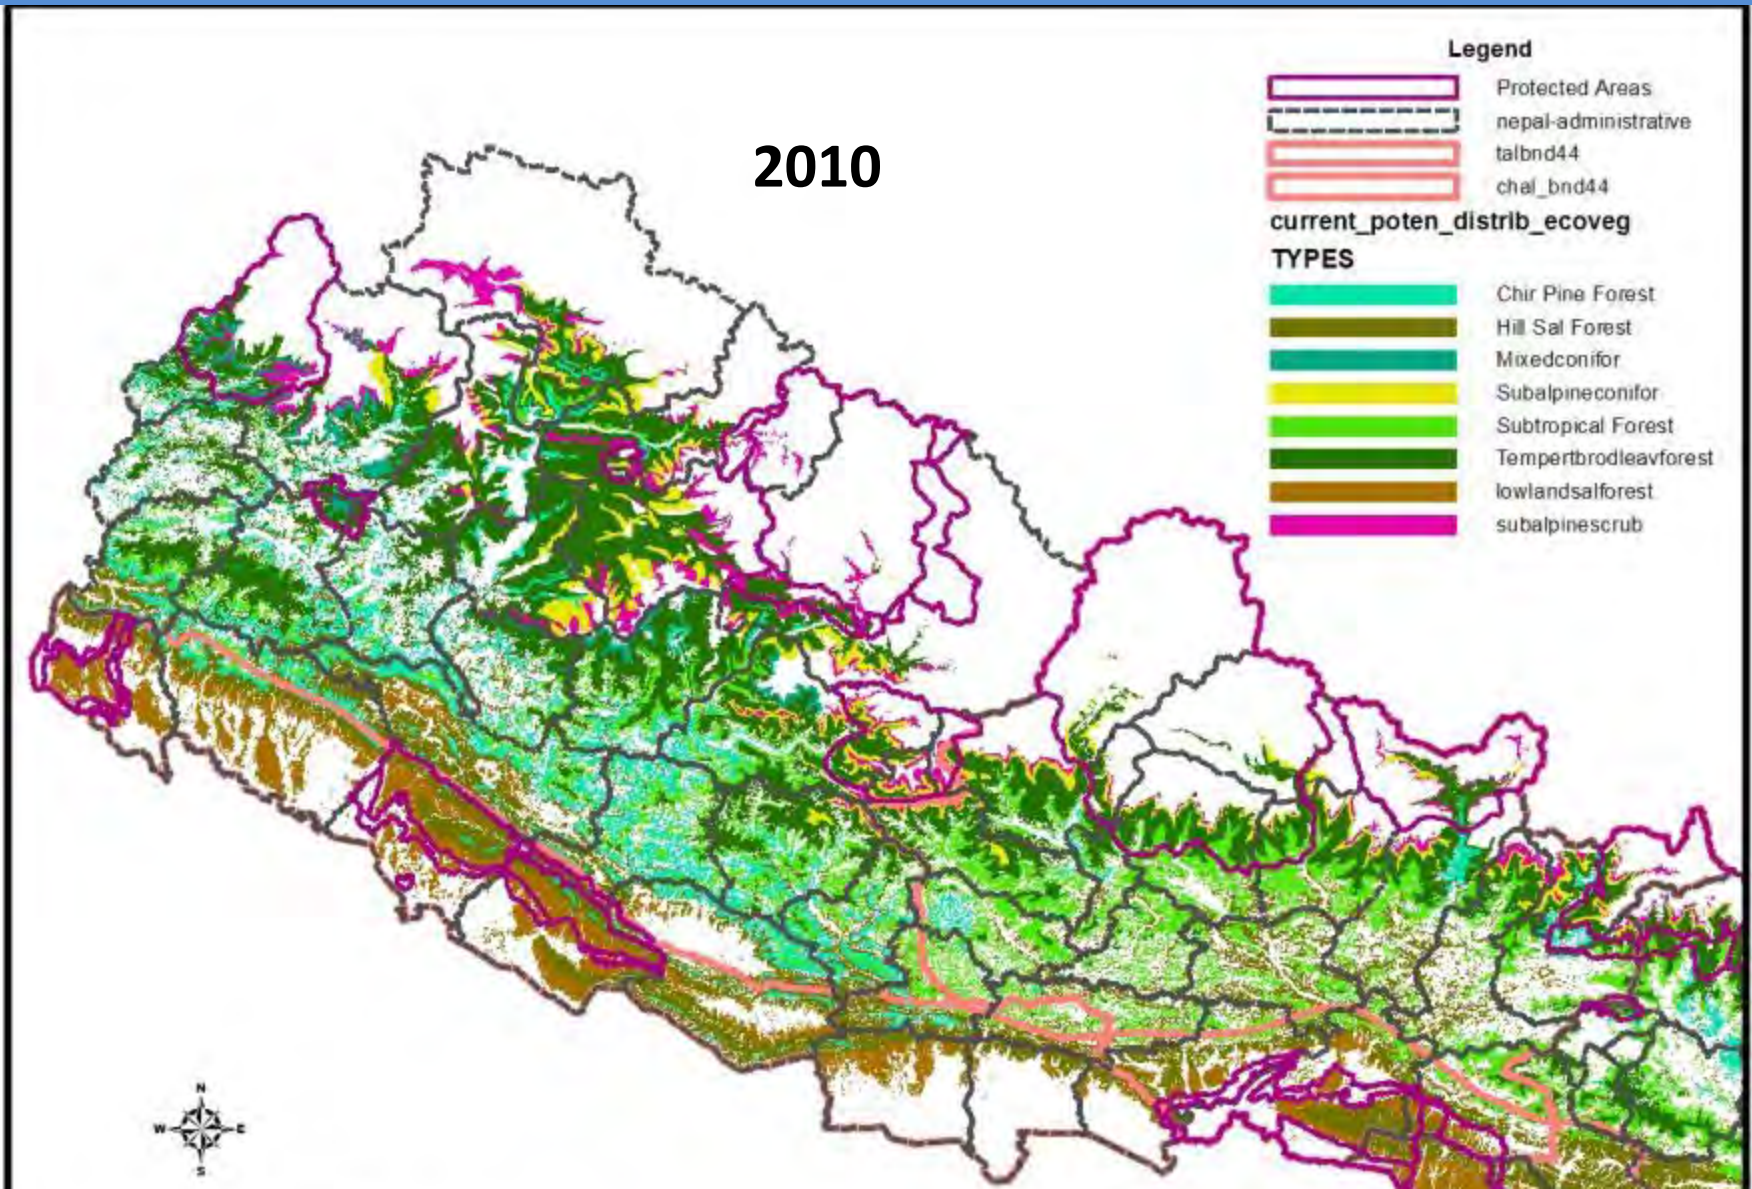 2010
Legend
Protected Areas
nepal-administrative
talbnd44
chal_bnd44
current_poten_distrib_ecoveg
TYPES
Chir Pine Forest
Hill Sal Forest
Mixedconifor
Subalpineconifor
Subtropical Forest
Tempertbrodleavforest
lowlandsalforest
subalpinescrub
N
W E
S